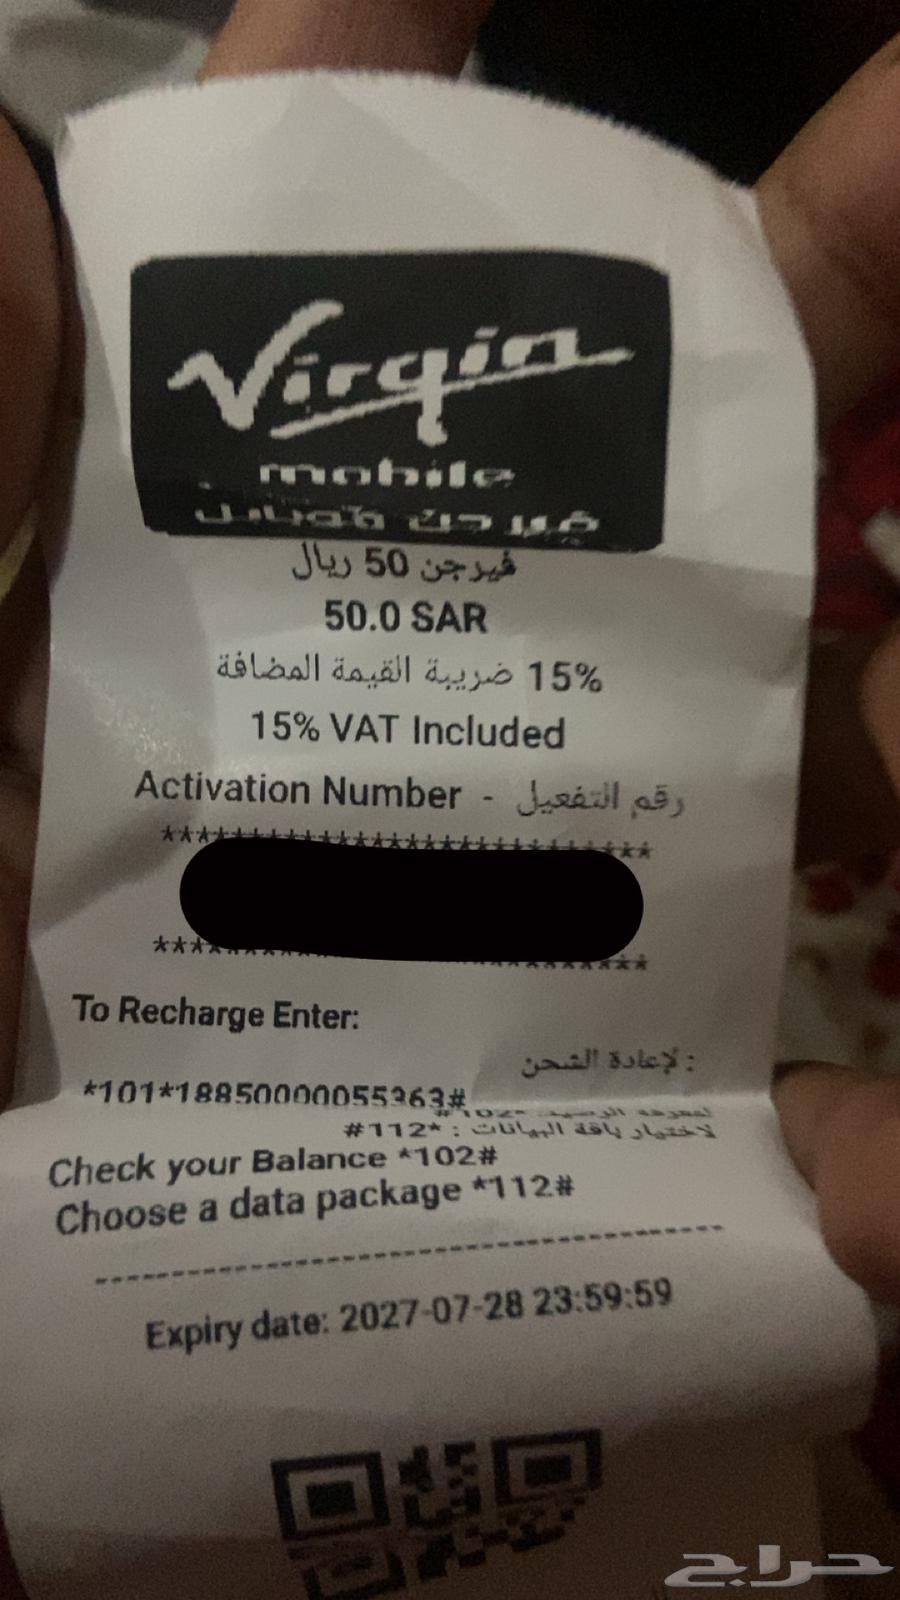 Virgin
mobile
فيرجن موبايل
فيرجن 50 ريال
50.0 SAR
15% ضريبة القيمة المضافة
15% VAT Included
Activation Number - رقم التفعيل
To Recharge Enter:
لإعادة الشحن:
لاختيار باقة البيانات : *112#
Check your Balance *102#
Choose a data package *112#
Expiry date: 2027-07-28 23:59:59
حراج